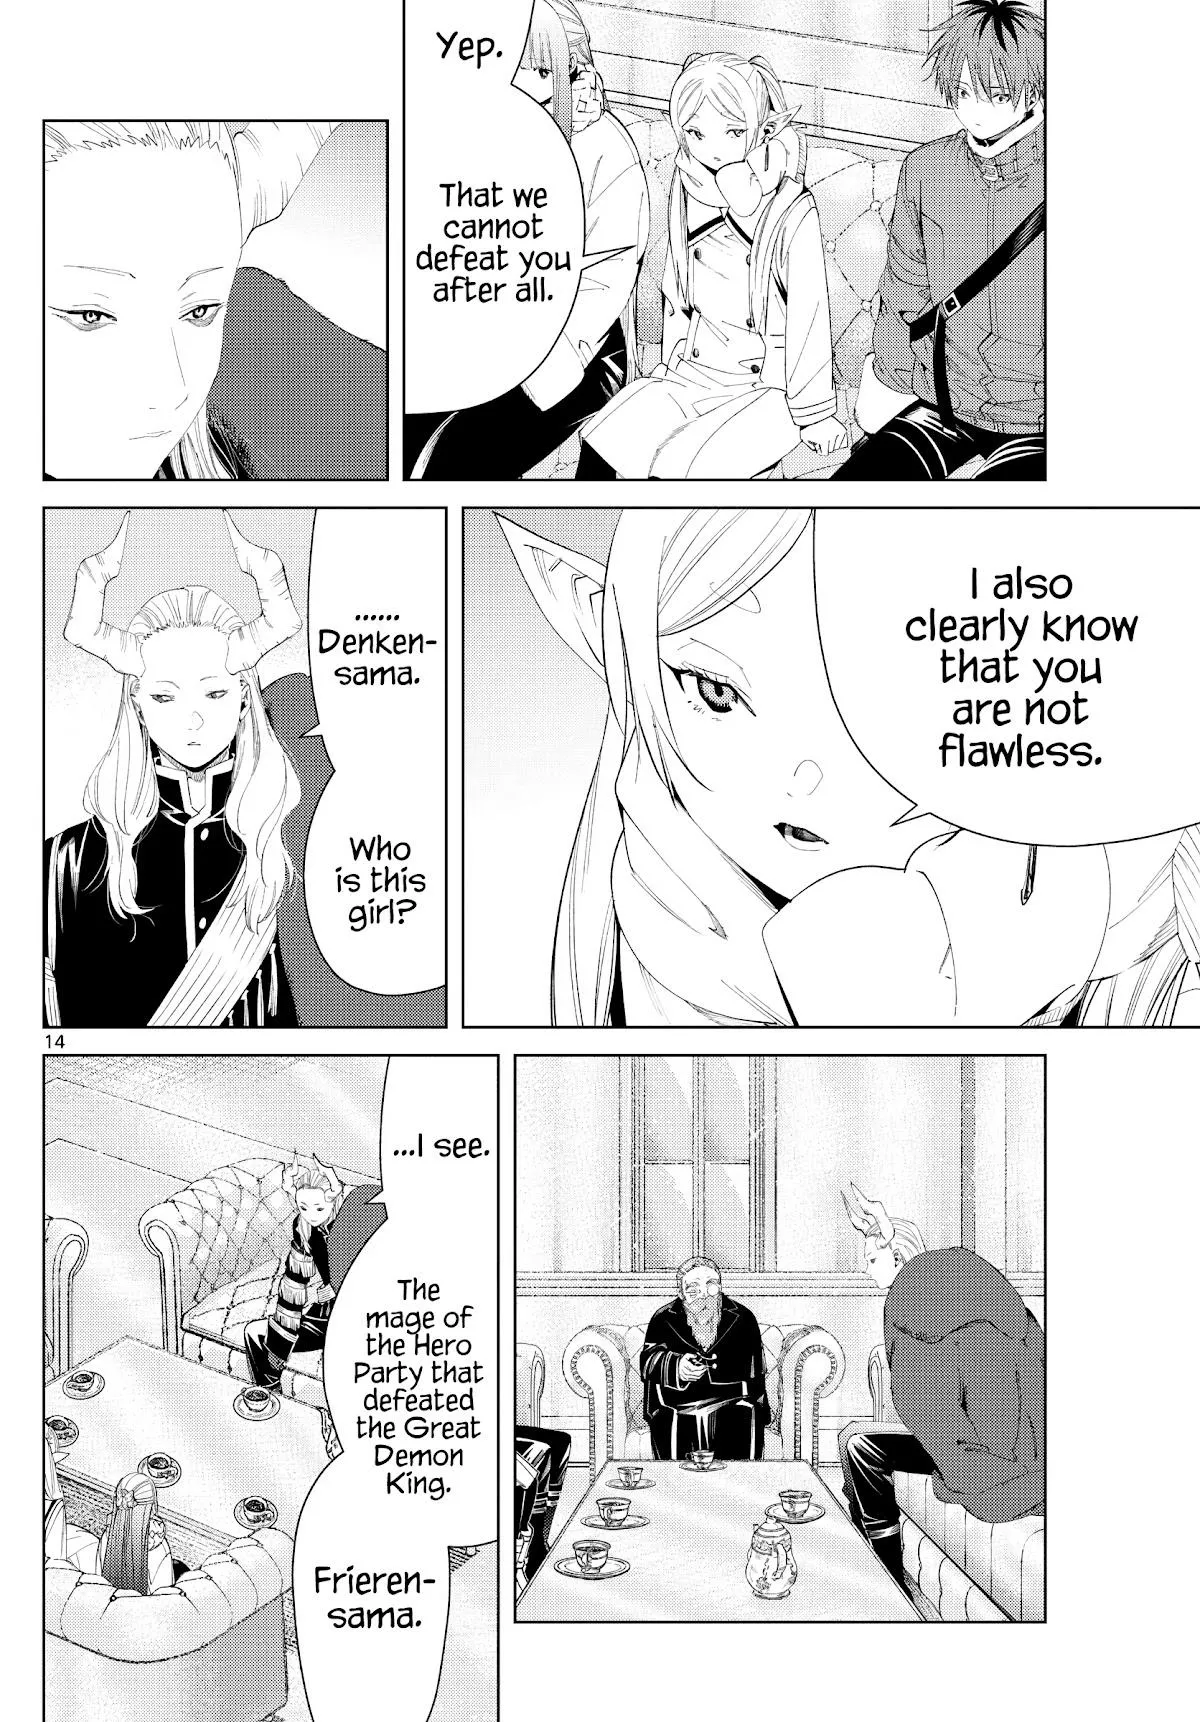 Yep.
That we
cannot
defeat you
after all.
I also
clearly know
that you
are not
flawless.
......
Denken-
sama.
Who
is this
girl?
14
...I see.
The
mage of
the Hero
Party that
defeated
the Great
Demon
King.
Frieren-
sama.